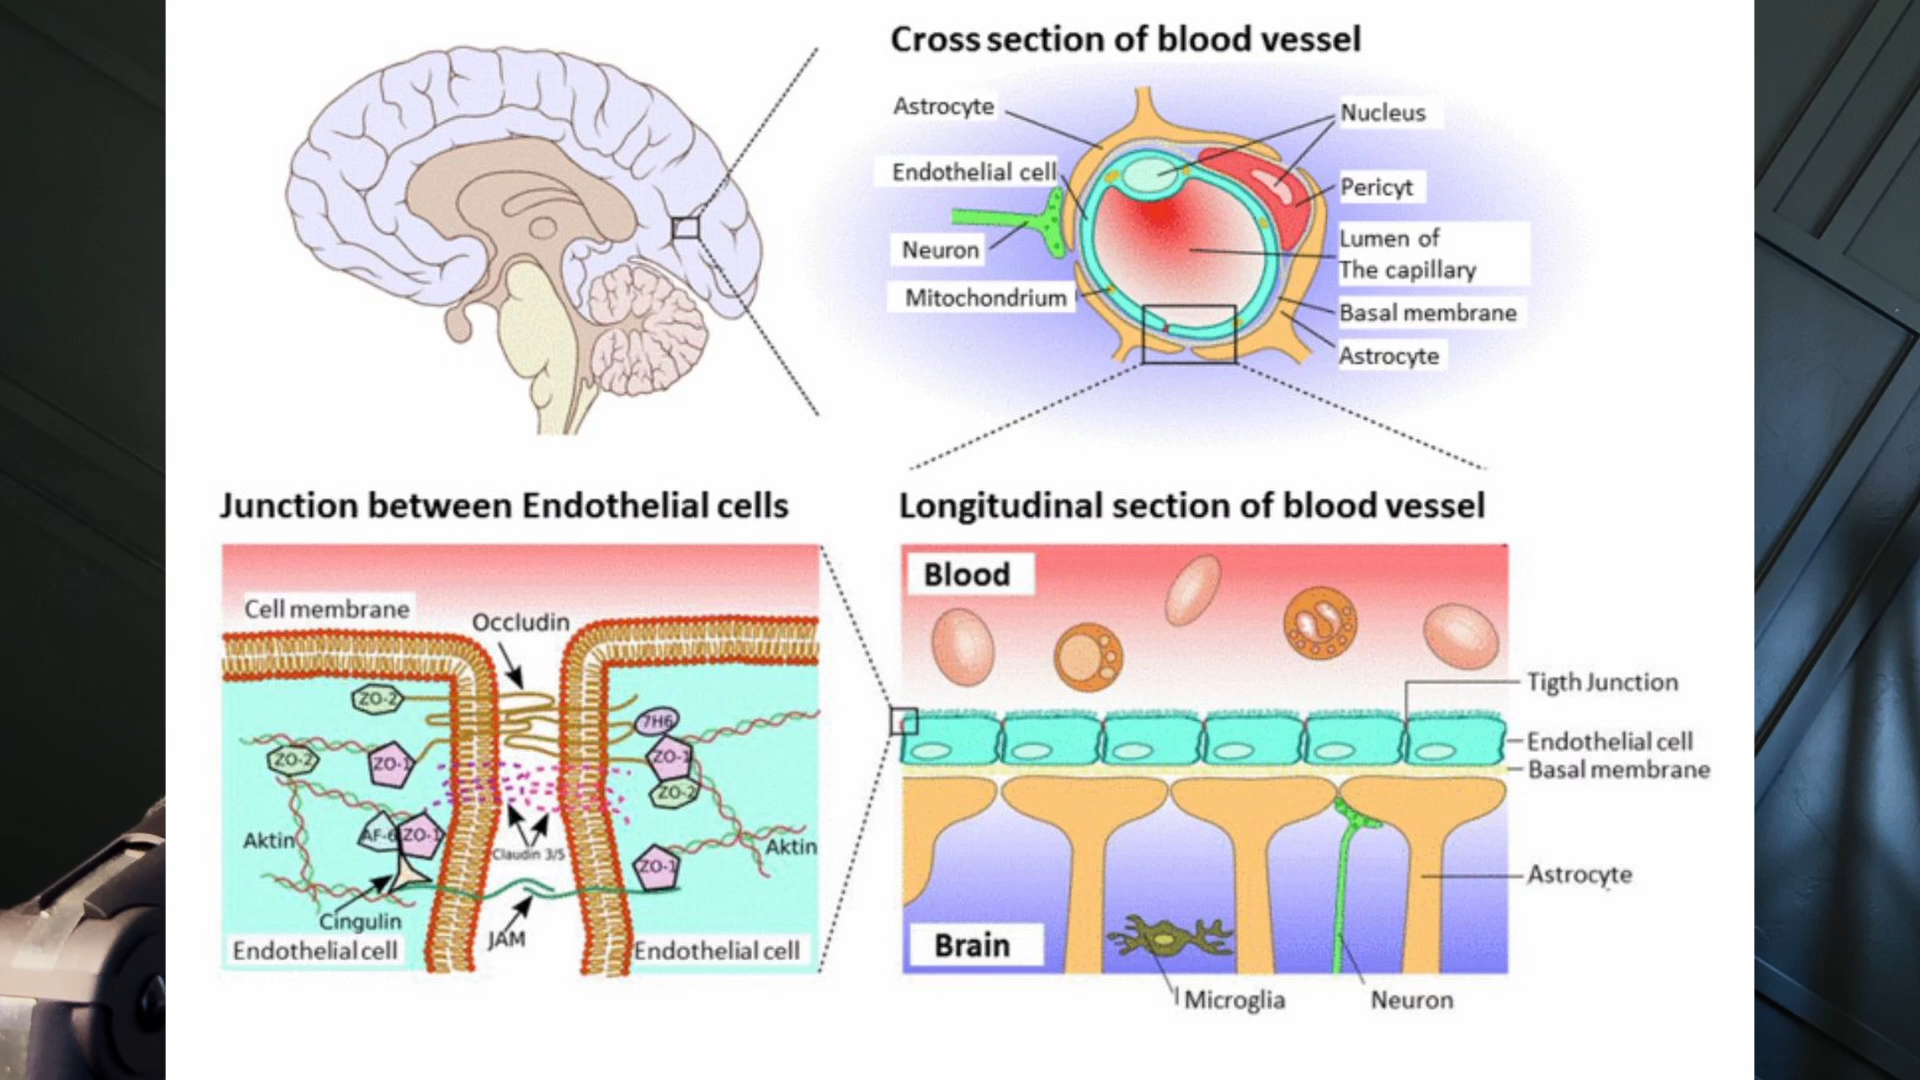 Cross section of blood vessel
Astrocyte
Endothelial cell
Neuron
Mitochondrium
Nucleus
Pericyt
Lumen of
The capillary
Basal membrane
Astrocyte
Junction between Endothelial cells
Cell membrane
Occludin
ZO-2
7H6
ZO-2
ZO-1
ZO-1
ZO-2
Aktin
AF-6
ZO-1
Claudin 3/5
Aktin
ZO-1
Cingulin
JAM
Endothelial cell
Endothelial cell
Longitudinal section of blood vessel
Blood
Tigth Junction
Endothelial cell
Basal membrane
Astrocyte
Brain
Microglia
Neuron